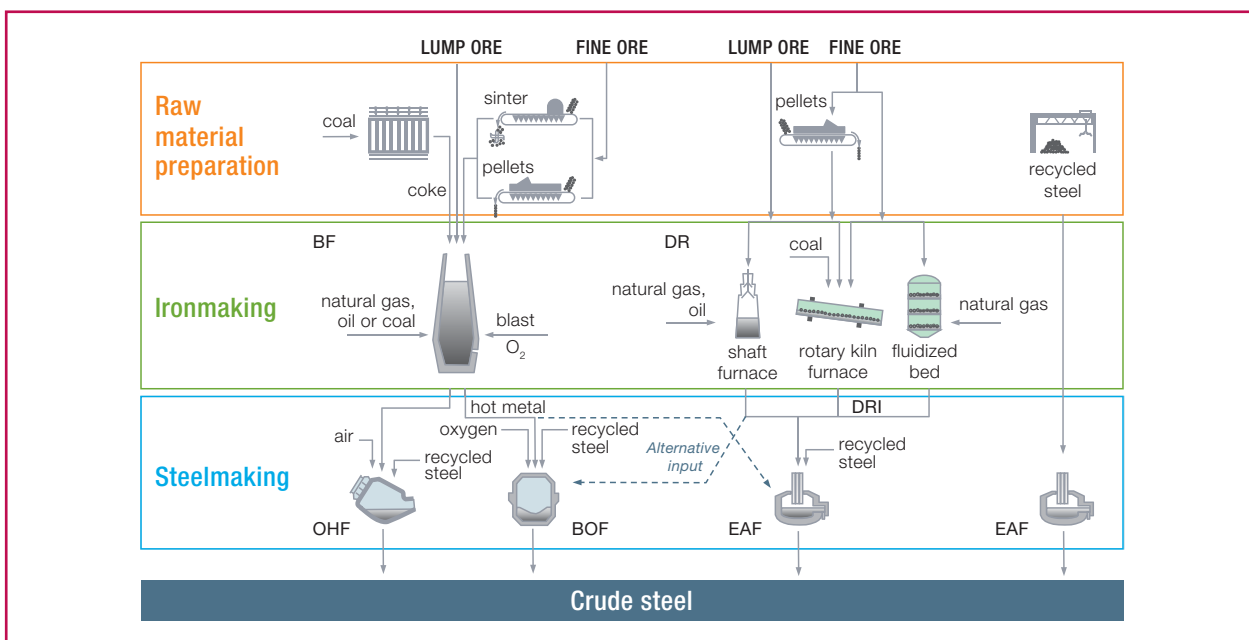 LUMP ORE
FINE ORE
LUMP ORE
FINE ORE
Raw
material
preparation
coal
sinter
pellets
coke
pellets
recycled
steel
Ironmaking
BF
natural gas,
oil or coal
blast
O2
DR
coal
natural gas,
oil
natural gas
shaft
furnace
rotary kiln
furnace
fluidized
bed
Steelmaking
hot metal
DRI
air
recycled
steel
oxygen
recycled
steel
Alternative
input
recycled
steel
OHF
BOF
EAF
EAF
Crude steel